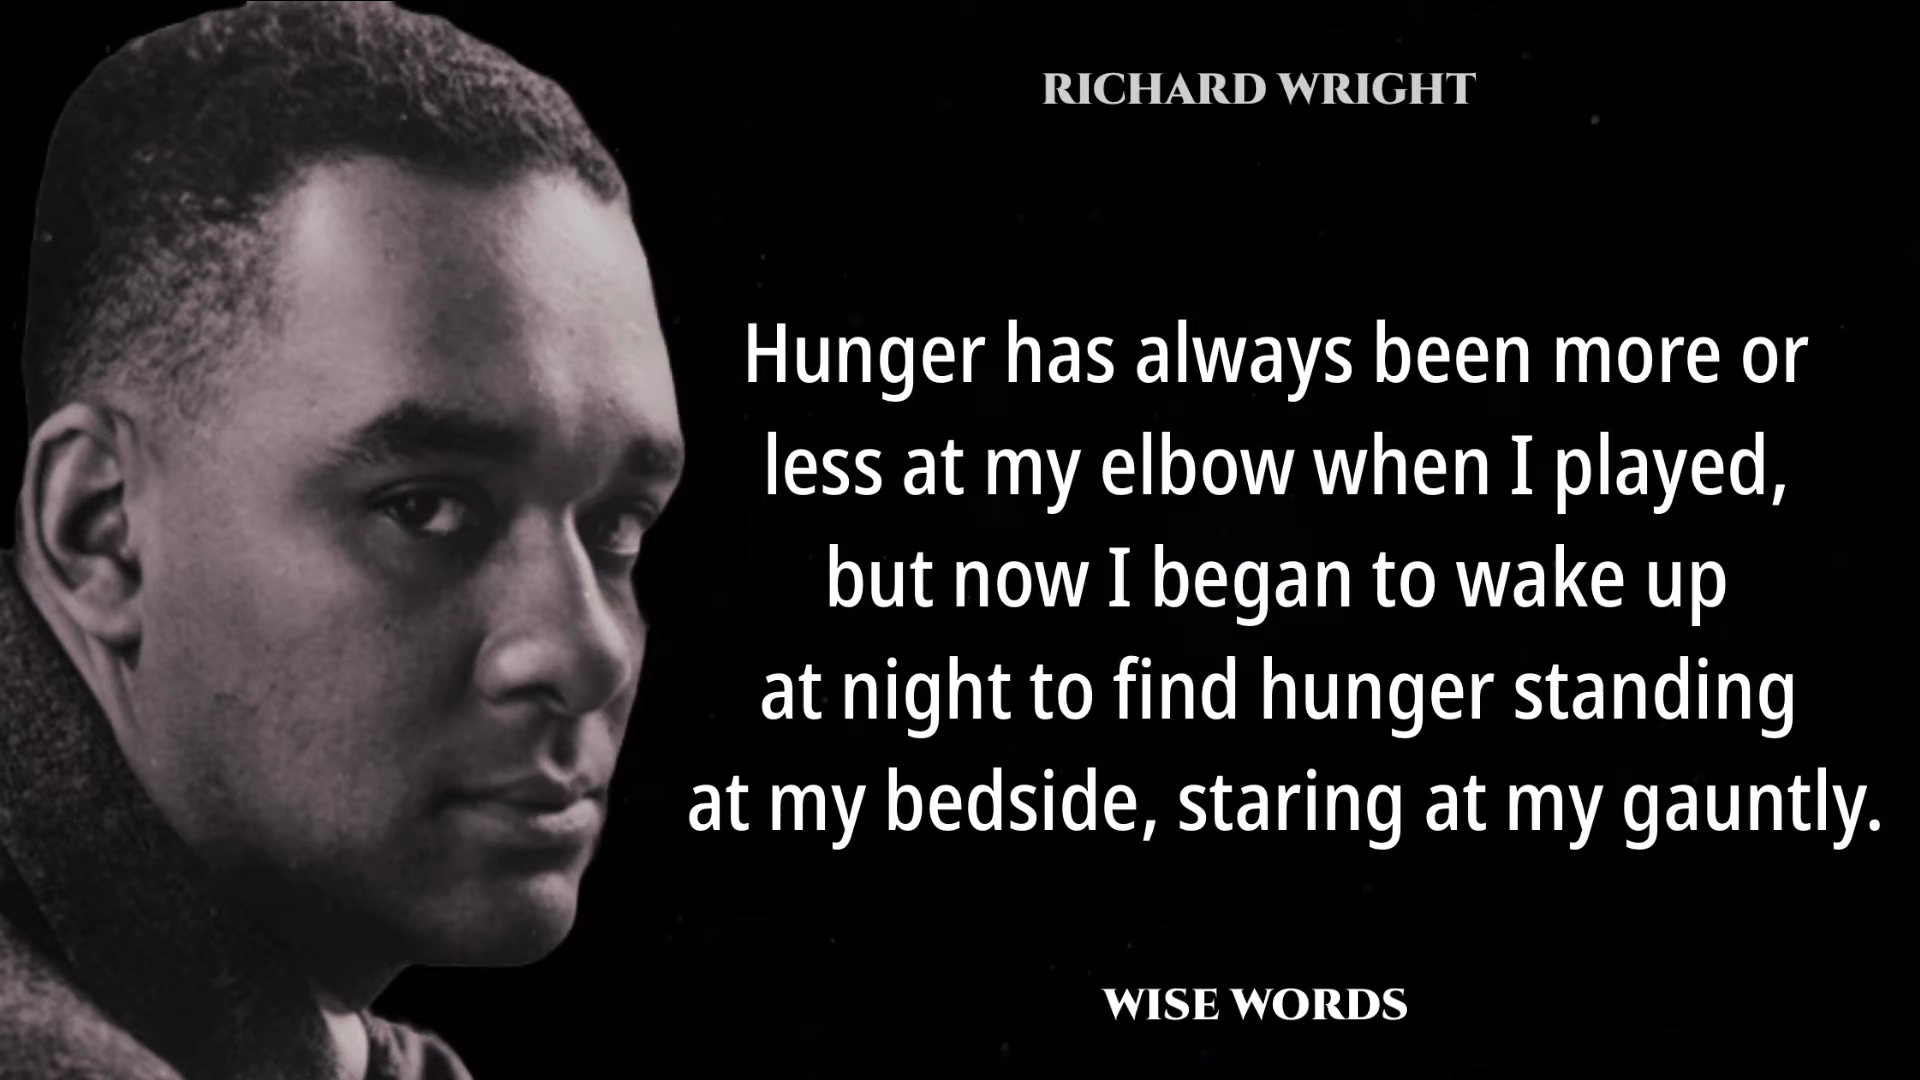 RICHARD WRIGHT
Hunger has always been more or
less at my elbow when I played,
but now I began to wake up
at night to find hunger standing
at my bedside, staring at my gauntly.
WISE WORDS